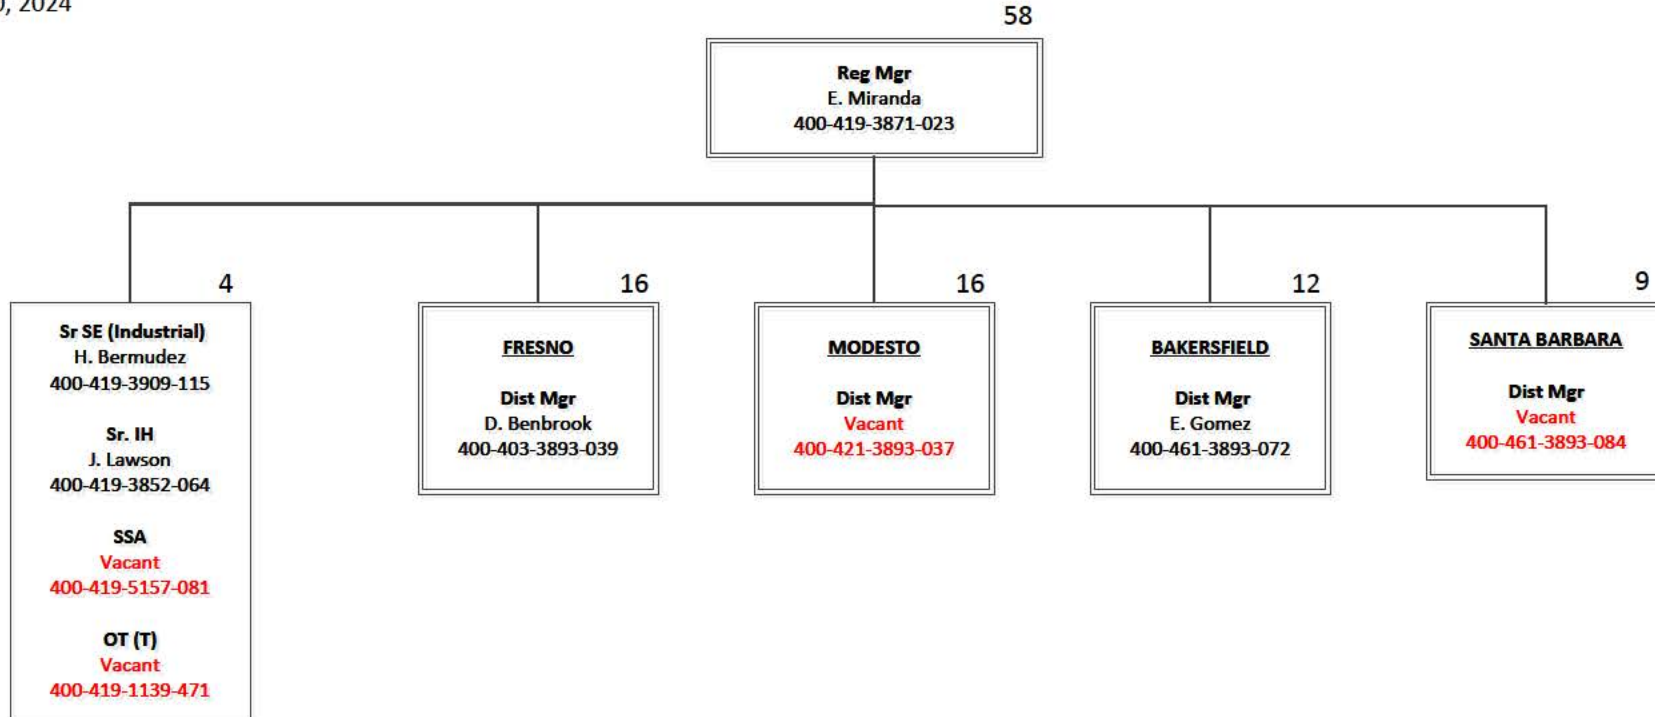 , 2024
58
Reg Mgr
E. Miranda
400-419-3871-023
4
Sr SE (Industrial)
H. Bermudez
400-419-3909-115
Sr. IH
J. Lawson
400-419-3852-064
SSA
Vacant
400-419-5157-081
OT (T)
Vacant
400-419-1139-471
16
FRESNO
Dist Mgr
D. Benbrook
400-403-3893-039
16
MODESTO
Dist Mgr
Vacant
400-421-3893-037
12
BAKERSFIELD
Dist Mgr
E. Gomez
400-461-3893-072
9
SANTA BARBARA
Dist Mgr
Vacant
400-461-3893-084